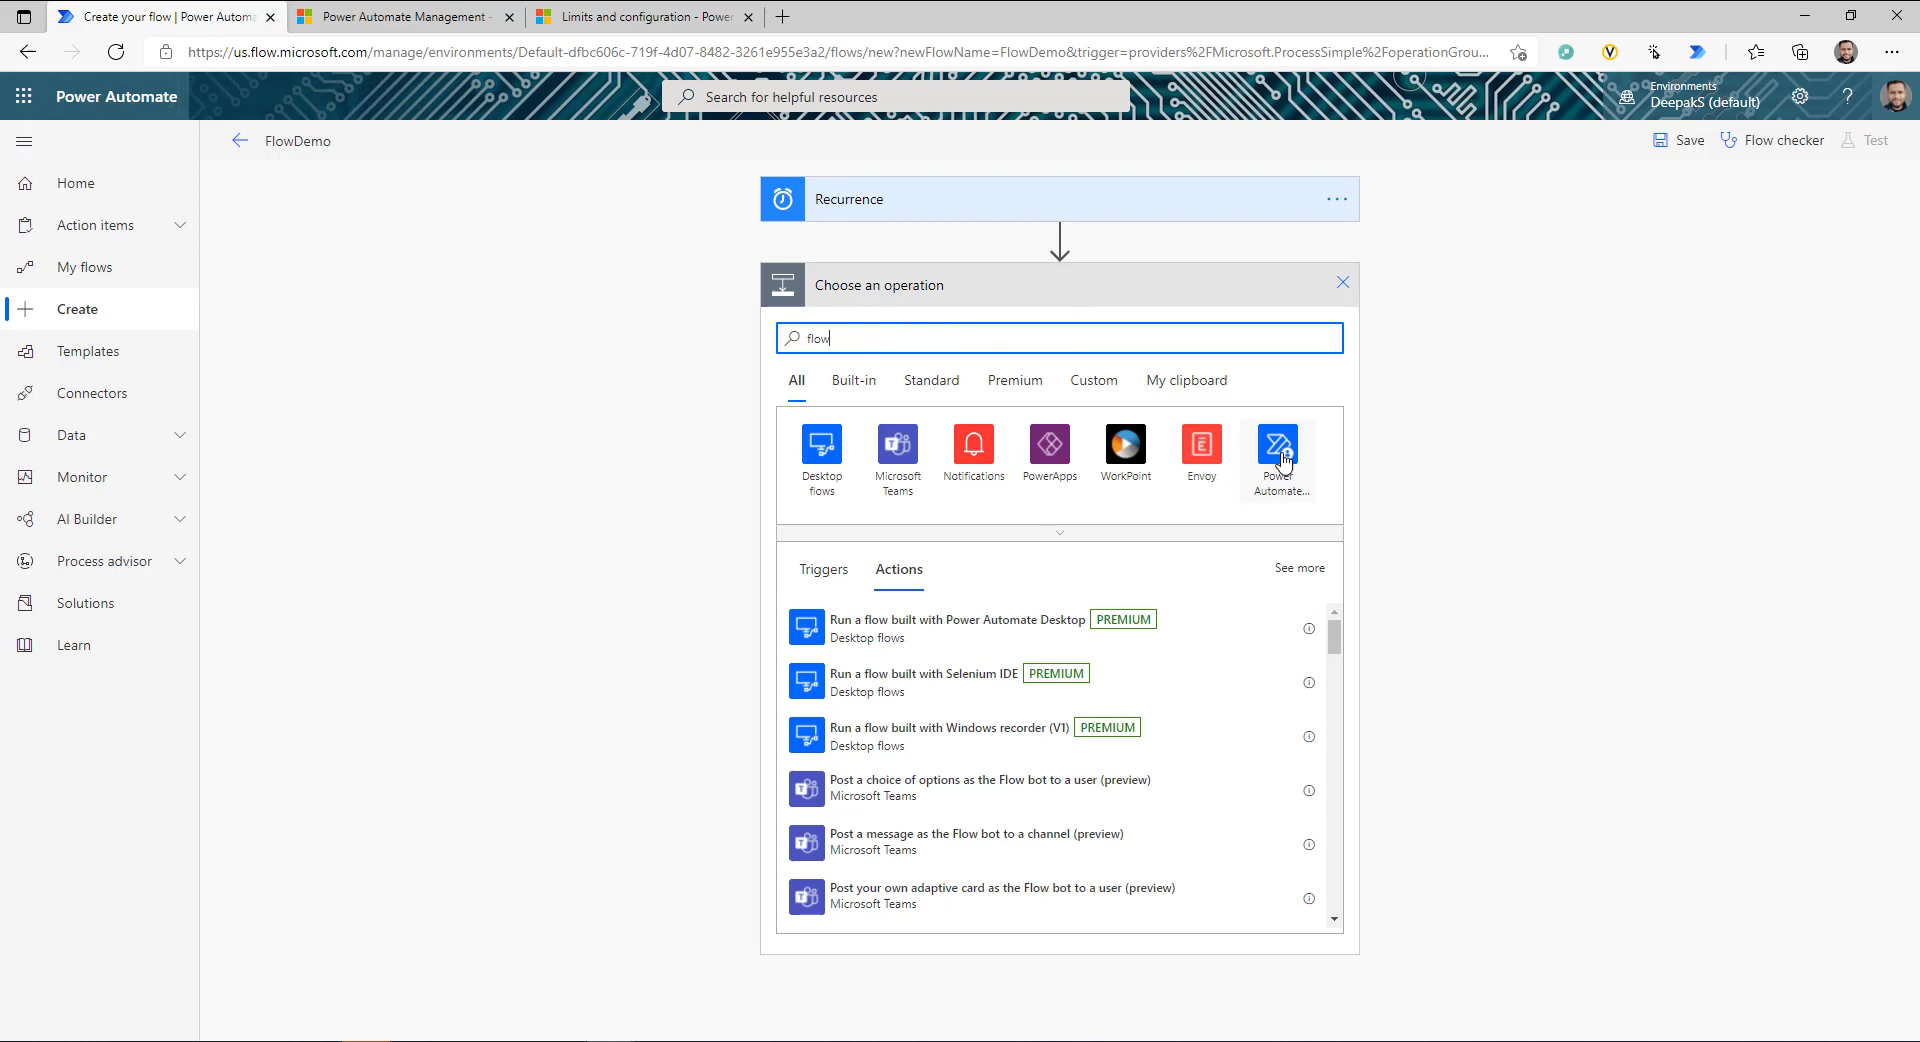 Create your flow | Power Automa
Power Automate Management -
Limits and configuration - Power
https://us.flow.microsoft.com/manage/environments/Default-dfbc606c-719f-4d07-8482-3261e955e3a2/flows/new?newFlowName=FlowDemo&trigger=providers%2FMicrosoft.ProcessSimple%2FoperationGrou...
Power Automate
Search for helpful resources
Environments
DeepakS (default)
?
FlowDemo
Save
Flow checker
Test
Home
Action items
My flows
Create
Templates
Connectors
Data
Monitor
AI Builder
Process advisor
Solutions
Learn
Recurrence
Choose an operation
flow
All
Built-in
Standard
Premium
Custom
My clipboard
Desktop flows
Microsoft Teams
Notifications
PowerApps
WorkPoint
Envoy
Power Automate...
Triggers
Actions
See more
Run a flow built with Power Automate Desktop PREMIUM
Desktop flows
Run a flow built with Selenium IDE PREMIUM
Desktop flows
Run a flow built with Windows recorder (V1) PREMIUM
Desktop flows
Post a choice of options as the Flow bot to a user (preview)
Microsoft Teams
Post a message as the Flow bot to a channel (preview)
Microsoft Teams
Post your own adaptive card as the Flow bot to a user (preview)
Microsoft Teams